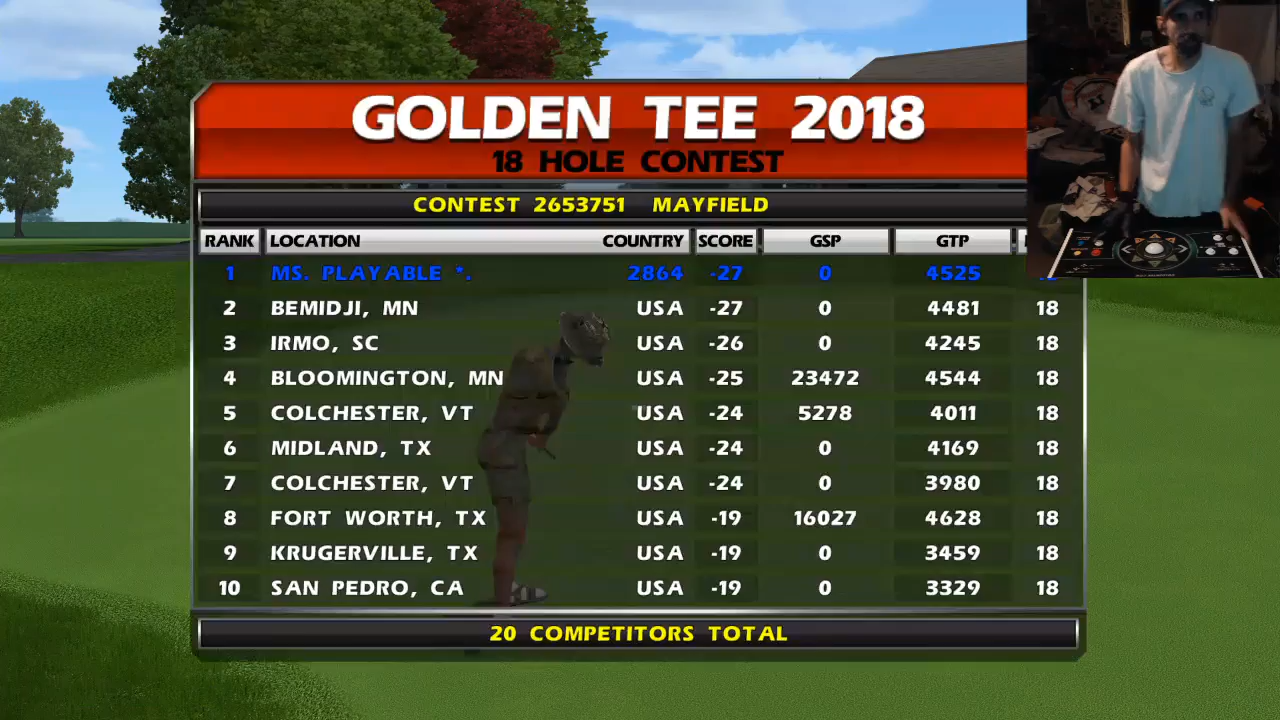 GOLDEN TEE 2018
18 HOLE CONTEST
CONTEST 2653751 MAYFIELD
RANK LOCATION COUNTRY SCORE GSP GTP
1 MS. PLAYABLE *. 2864 -27 0 4525
2 BEMIDJI, MN USA -27 0 4481 18
3 IRMO, SC USA -26 0 4245 18
4 BLOOMINGTON, MN USA -25 23472 4544 18
5 COLCHESTER, VT USA -24 5278 4011 18
6 MIDLAND, TX USA -24 0 4169 18
7 COLCHESTER, VT USA -24 0 3980 18
8 FORT WORTH, TX USA -19 16027 4628 18
9 KRUGERVILLE, TX USA -19 0 3459 18
10 SAN PEDRO, CA USA -19 0 3329 18
20 COMPETITORS TOTAL